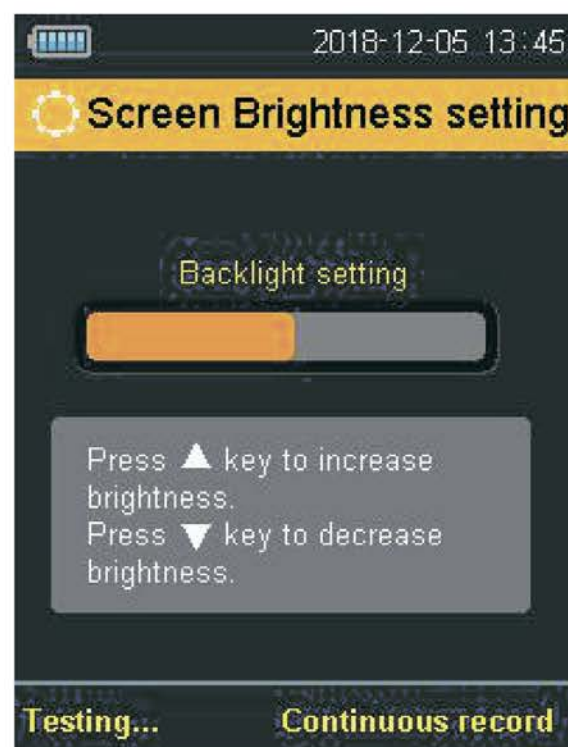 2018-12-05 13:45
Screen Brightness setting
Backlight setting
Press ▲ key to increase
brightness.
Press ▼ key to decrease
brightness.
Testing... Continuous record